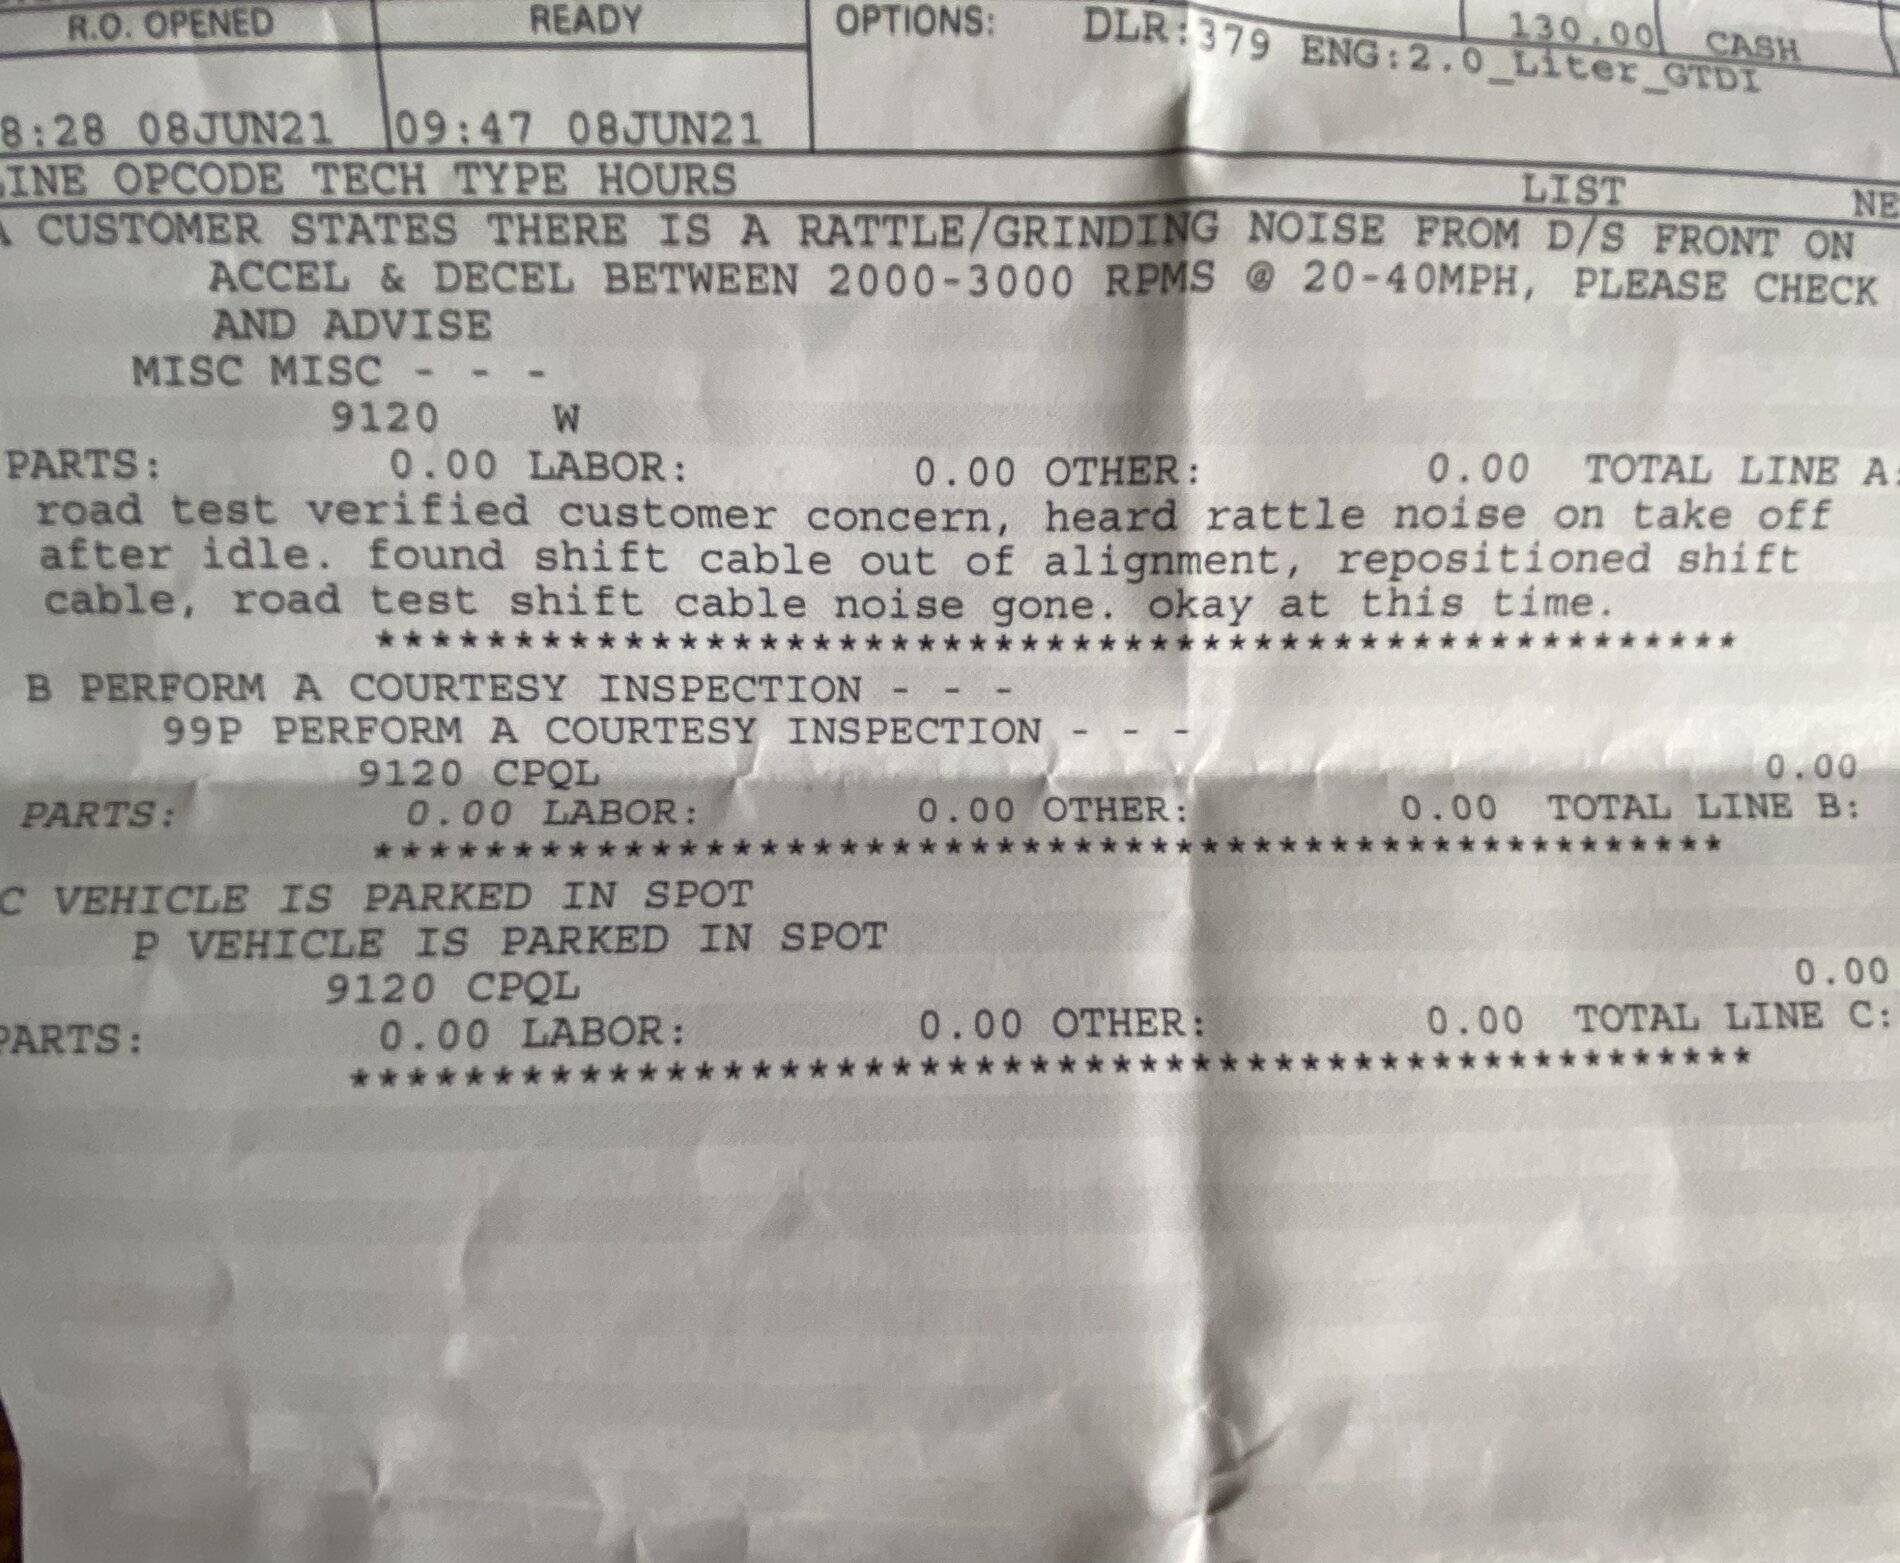 R.O. OPENED READY OPTIONS: DLR:379 ENG:2.0_Liter_GTDI 130.00 CASH
8:28 08JUN21 09:47 08JUN21
LINE OPCODE TECH TYPE HOURS LIST NE
A CUSTOMER STATES THERE IS A RATTLE/GRINDING NOISE FROM D/S FRONT ON
ACCEL & DECEL BETWEEN 2000-3000 RPMS @ 20-40MPH, PLEASE CHECK
AND ADVISE
MISC MISC - - -
9120 W
PARTS: 0.00 LABOR: 0.00 OTHER: 0.00 TOTAL LINE A:
road test verified customer concern, heard rattle noise on take off
after idle. found shift cable out of alignment, repositioned shift
cable, road test shift cable noise gone. okay at this time.
****************************************************
B PERFORM A COURTESY INSPECTION - - -
99P PERFORM A COURTESY INSPECTION - - -
9120 CPQL 0.00
PARTS: 0.00 LABOR: 0.00 OTHER: 0.00 TOTAL LINE B:
****************************************************
C VEHICLE IS PARKED IN SPOT
P VEHICLE IS PARKED IN SPOT
9120 CPQL 0.00
PARTS: 0.00 LABOR: 0.00 OTHER: 0.00 TOTAL LINE C:
****************************************************